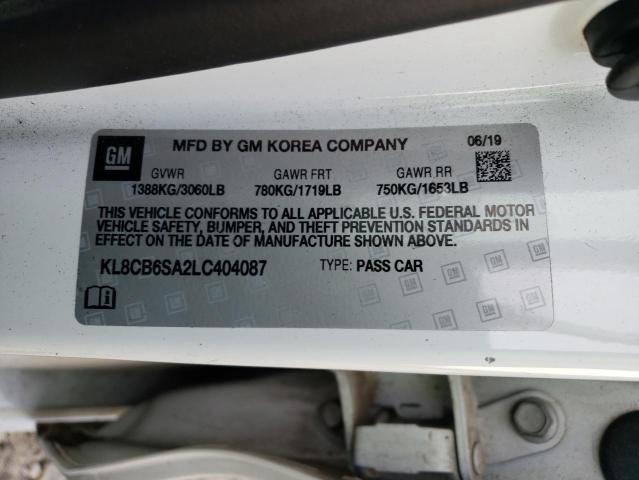 GM
MFD BY GM KOREA COMPANY
06/19
GVWR
GAWR FRT
GAWR RR
1388KG/3060LB
780KG/1719LB
750KG/1653LB
THIS VEHICLE CONFORMS TO ALL APPLICABLE U.S. FEDERAL MOTOR
VEHICLE SAFETY, BUMPER, AND THEFT PREVENTION STANDARDS IN
EFFECT ON THE DATE OF MANUFACTURE SHOWN ABOVE.
KL8CB6SA2LC404087
TYPE: PASS CAR